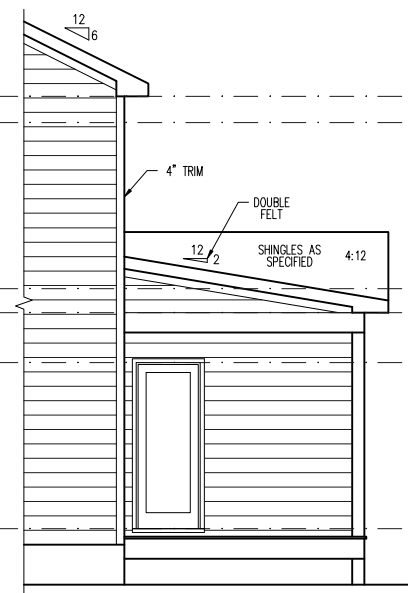 12
6
4" TRIM
DOUBLE
FELT
12
2
SHINGLES AS
SPECIFIED
4:12